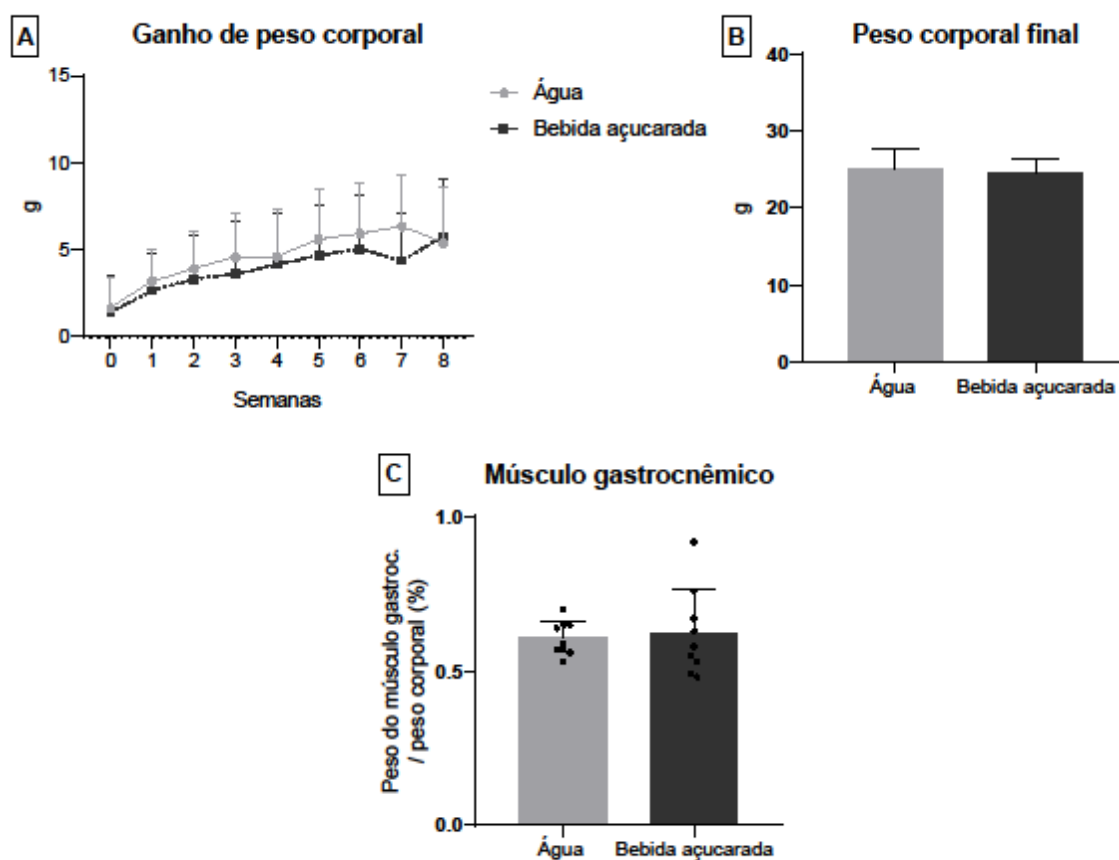 A
Ganho de peso corporal
15
10
5
0
g
0 1 2 3 4 5 6 7 8
Semanas
Água
Bebida açucarada
B
Peso corporal final
40
30
20
10
0
g
Água Bebida açucarada
C
Músculo gastrocnêmico
1.0
0.5
0.0
Peso do músculo gastroc.
/ peso corporal (%)
Água Bebida açucarada